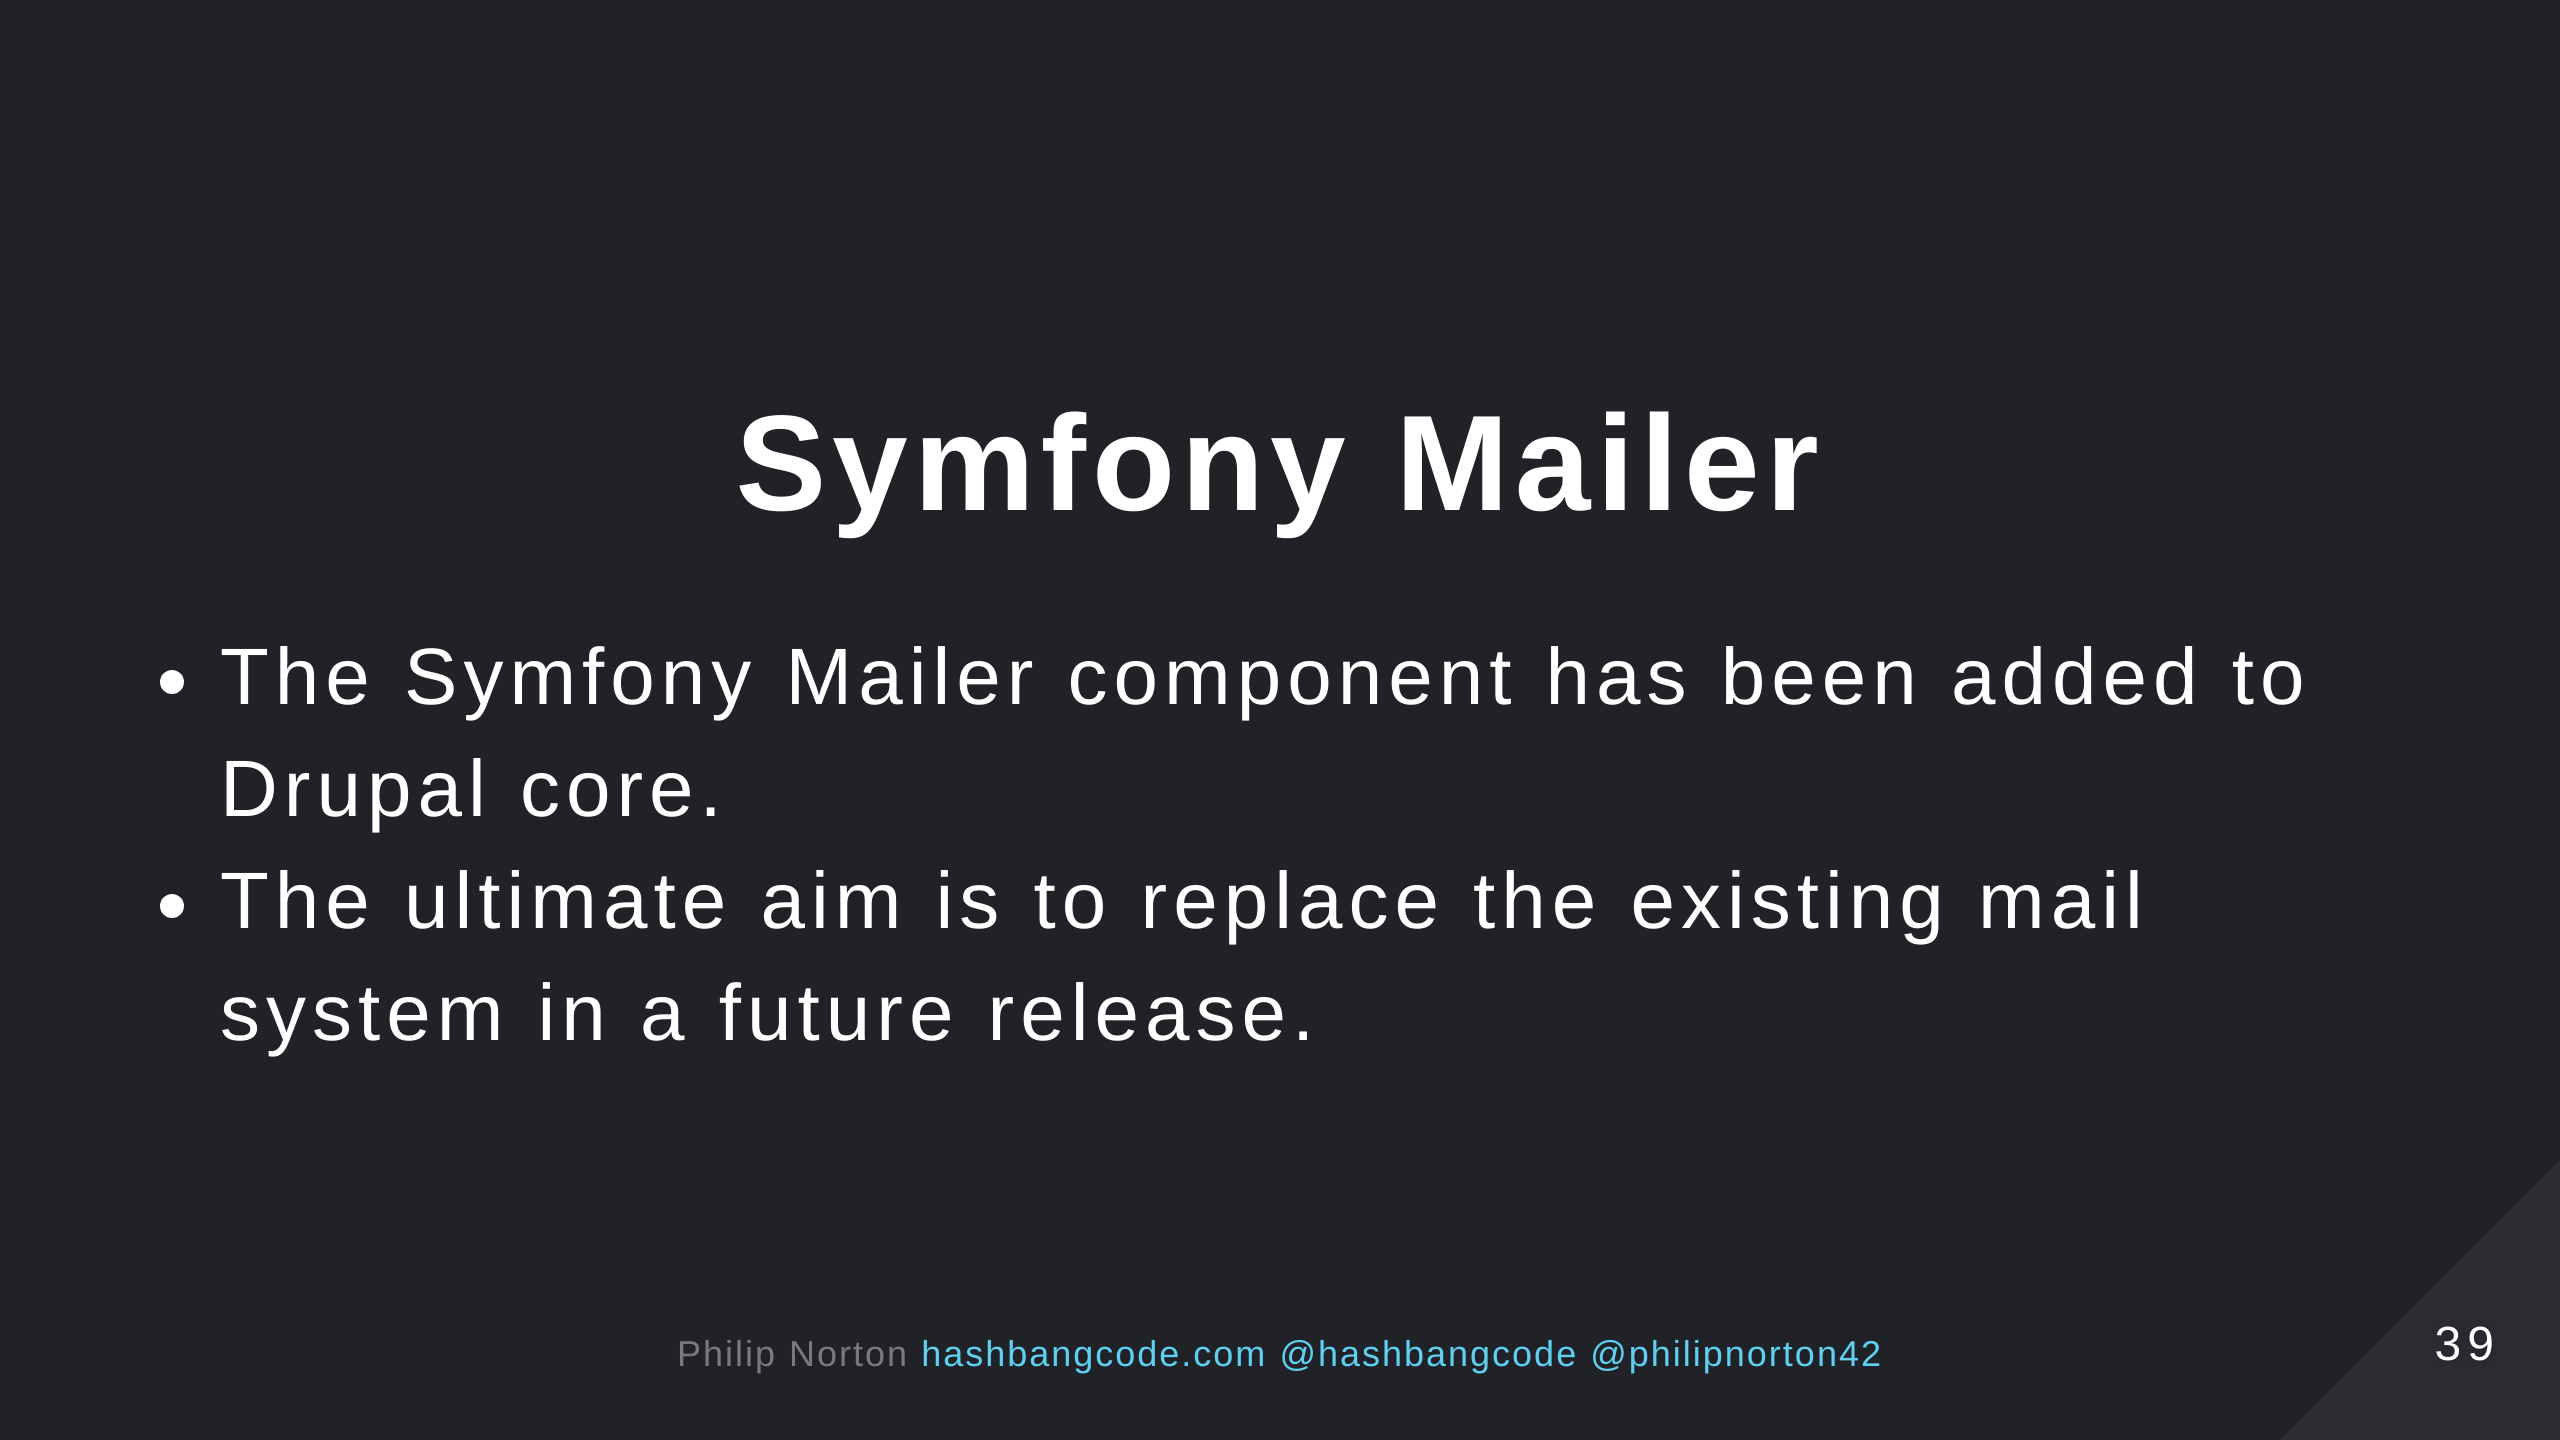 Symfony Mailer
• The Symfony Mailer component has been added to
Drupal core.
• The ultimate aim is to replace the existing mail
system in a future release.
Philip Norton hashbangcode.com @hashbangcode @philipnorton42
39